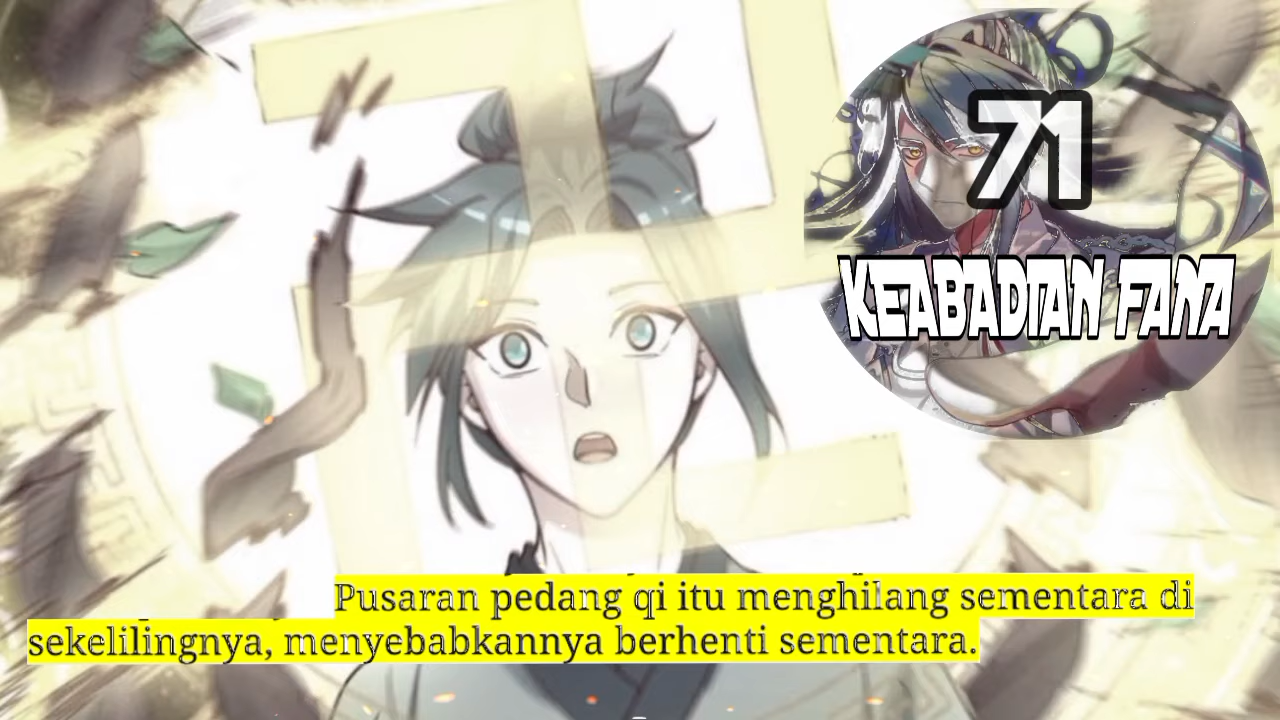 71
KEABADIAN FANA
Pusaran pedang qi itu menghilang sementara di
sekelilingnya, menyebabkannya berhenti sementara.